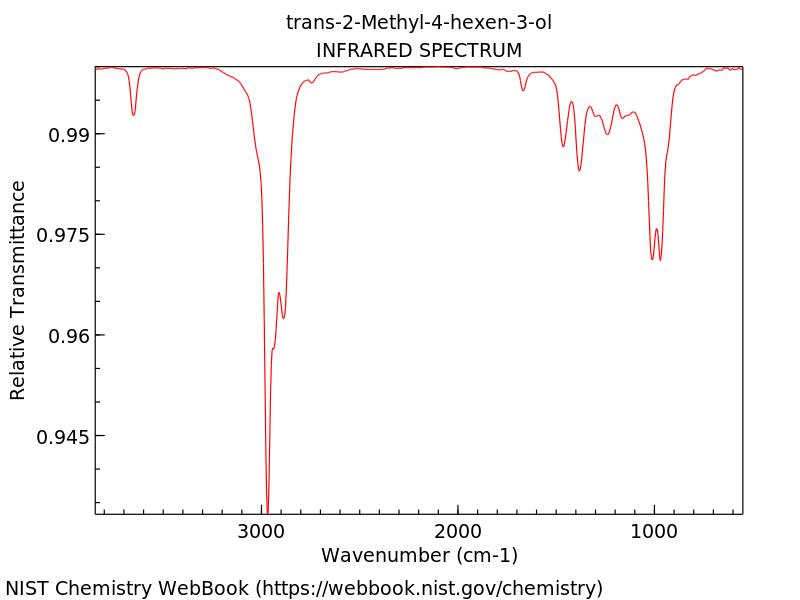 trans-2-Methyl-4-hexen-3-ol
INFRARED SPECTRUM
0.99
0.975
0.96
0.945
Relative Transmittance
3000
2000
1000
Wavenumber (cm-1)
NIST Chemistry WebBook (https://webbook.nist.gov/chemistry)